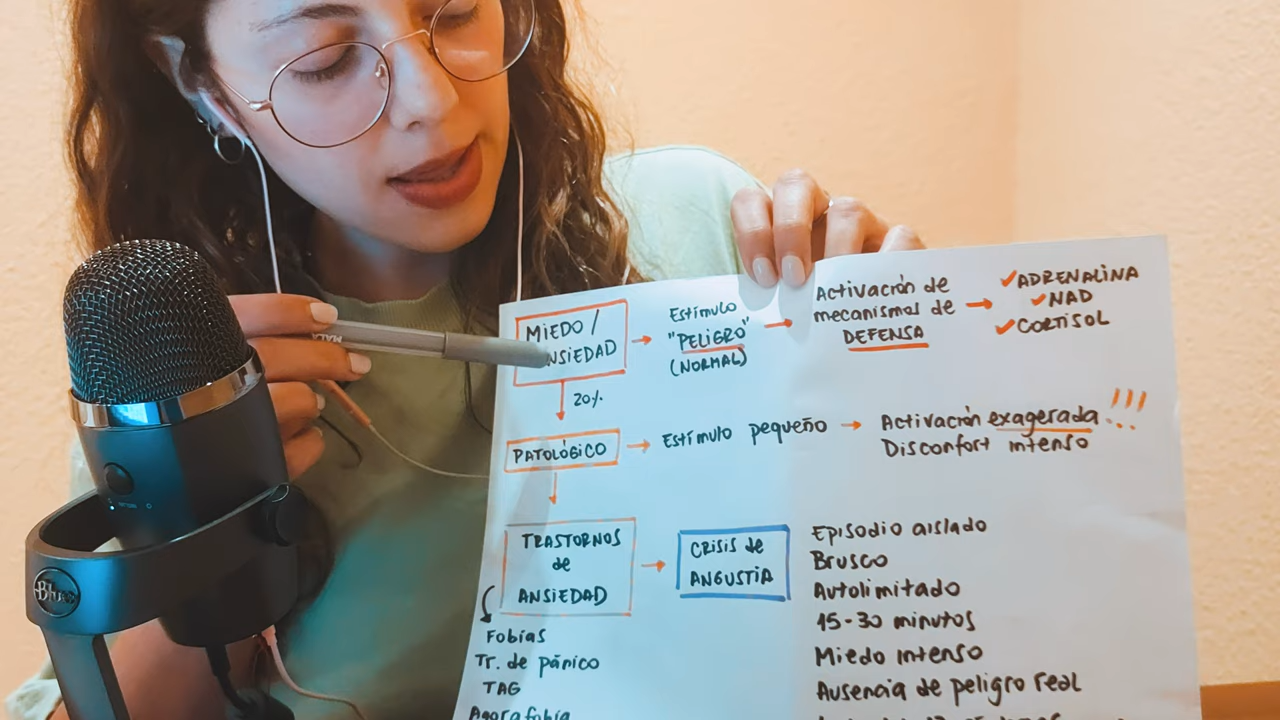 MIEDO /
ANSIEDAD
Estímulo
"PELIGRO"
(NORMAL)
Activación de
mecanismos de
DEFENSA
✓ADRENALINA
✓NAD
✓CORTISOL
20%
PATOLÓGICO
Estímulo pequeño
Activación exagerada !!!
Disconfort intenso
TRASTORNOS
de
ANSIEDAD
CRISIS de
ANGUSTIA
Episodio aislado
Brusco
Autolimitado
15-30 minutos
Miedo intenso
Ausencia de peligro real
Fobias
Tr. de pánico
TAG
Agorafobia
Blue